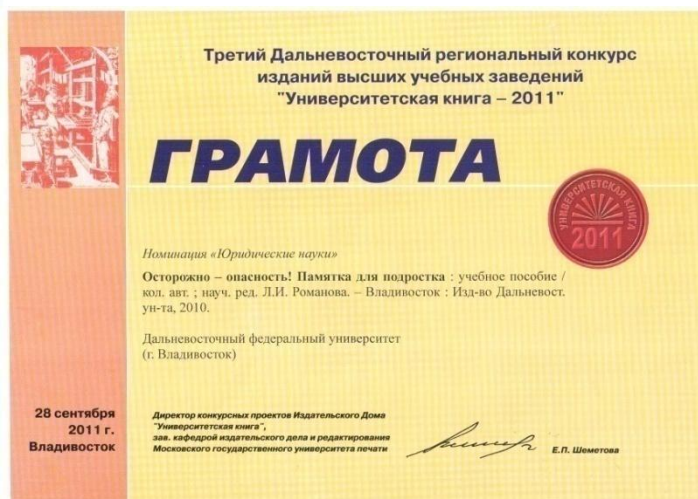 Третий Дальневосточный региональный конкурс
изданий высших учебных заведений
"Университетская книга – 2011"
ГРАМОТА
УНИВЕРСИТЕТСКАЯ КНИГА
2011
Номинация «Юридические науки»
Осторожно – опасность! Памятка для подростка : учебное пособие /
кол. авт. ; науч. ред. Л.И. Романова. – Владивосток : Изд-во Дальневост.
ун-та, 2010.
Дальневосточный федеральный университет
(г. Владивосток)
28 сентября
2011 г.
Владивосток
Директор конкурсных проектов Издательского Дома
"Университетская книга",
зав. кафедрой издательского дела и редактирования
Московского государственного университета печати
Е.П. Шеметова